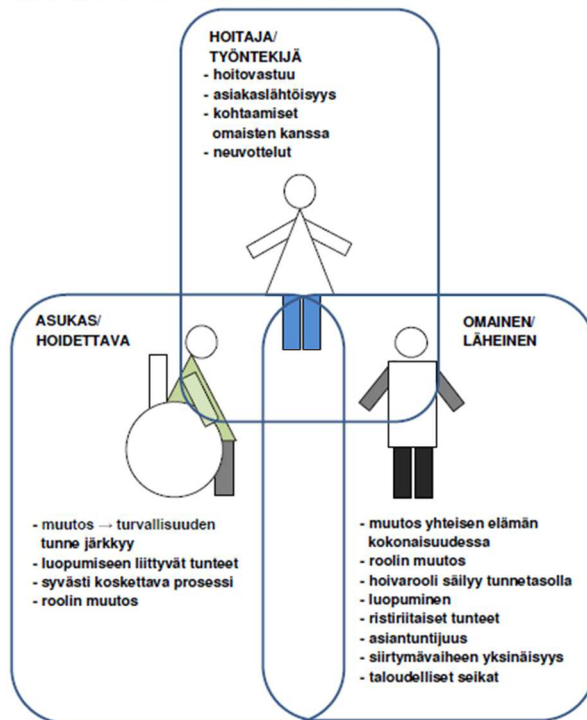 HOITAJA/
TYÖNTEKIJÄ
- hoitovastuu
- asiakaslähtöisyys
- kohtaamiset
omaisten kanssa
- neuvottelut
ASUKAS/
HOIDETTAVA
OMAINEN/
LÄHEINEN
- muutos → turvallisuuden
tunne järkkyy
- luopumiseen liittyvät tunteet
- syvästi koskettava prosessi
- roolin muutos
- muutos yhteisen elämän
kokonaisuudessa
- roolin muutos
- hoivarooli säilyy tunnetasolla
- luopuminen
- ristiriitaiset tunteet
- asiantuntijuus
- siirtymävaiheen yksinäisyys
- taloudelliset seikat